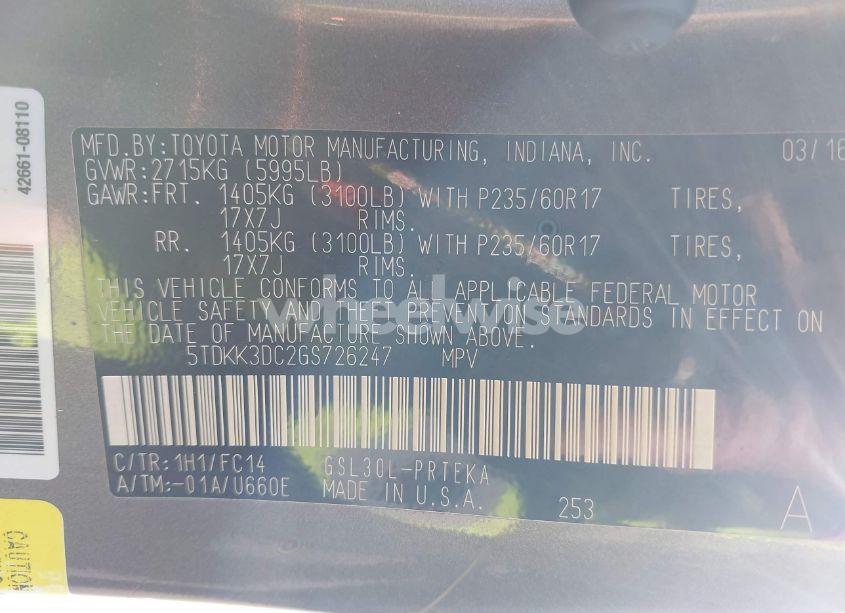 MFD.BY:TOYOTA MOTOR MANUFACTURING, INDIANA, INC. 03/16
GVWR:2715KG (5995LB)
GAWR:FRT. 1405KG (3100LB) WITH P235/60R17 TIRES,
17X7J RIMS.
RR. 1405KG (3100LB) WITH P235/60R17 TIRES,
17X7J RIMS.
THIS VEHICLE CONFORMS TO ALL APPLICABLE FEDERAL MOTOR
VEHICLE SAFETY AND THEFT PREVENTION STANDARDS IN EFFECT ON
THE DATE OF MANUFACTURE SHOWN ABOVE.
5TDKK3DC2GS726247 MPV
C/TR:1H1/FC14 GSL30L-PRTEKA
A/TM:-01A/U660E MADE IN U.S.A. 253 A
42661-08110
CAUTION
wheelwise